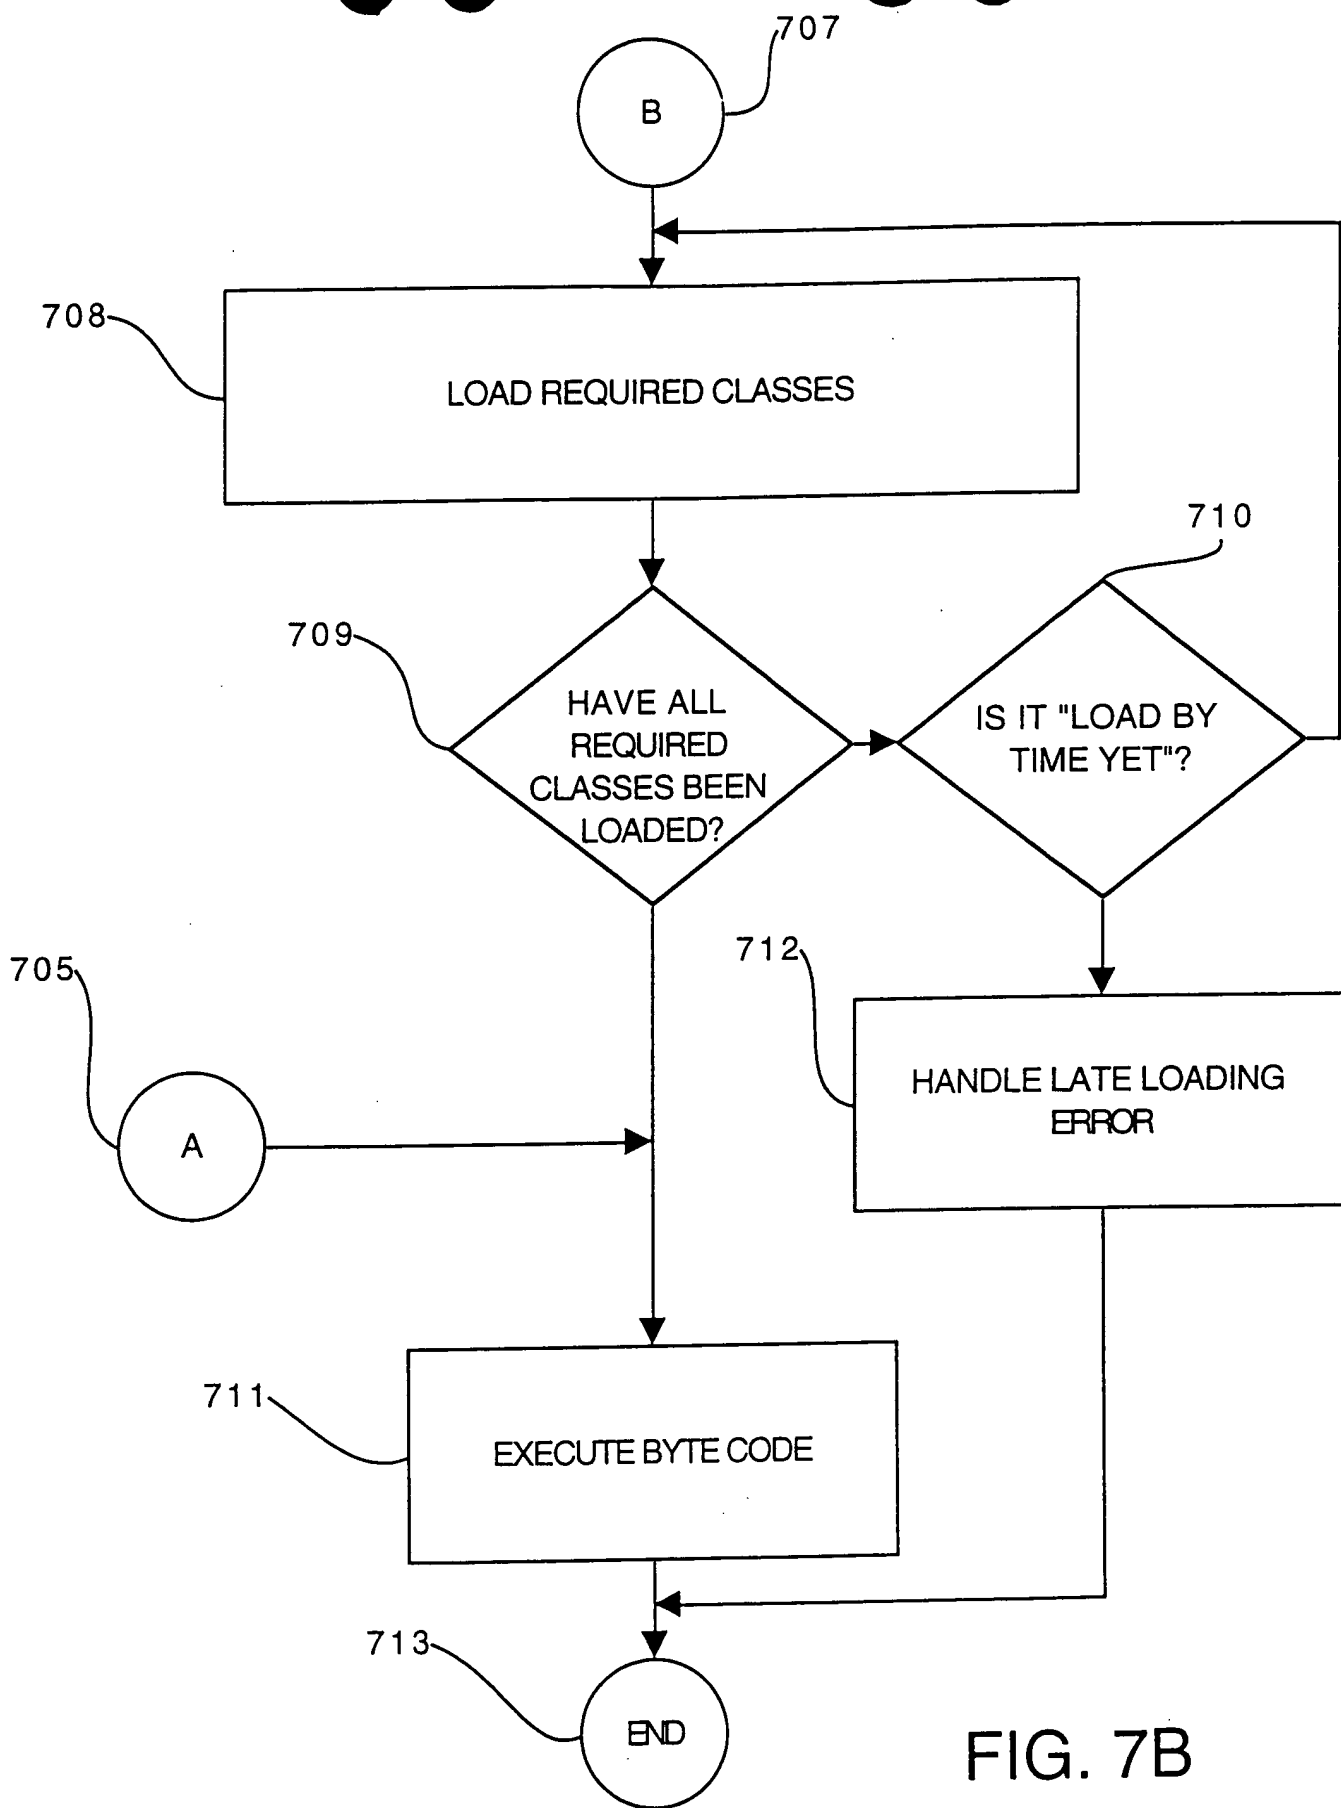 707
B
708
LOAD REQUIRED CLASSES
710
709
HAVE ALL
REQUIRED
CLASSES BEEN
LOADED?
IS IT "LOAD BY
TIME YET"?
705
712
A
HANDLE LATE LOADING
ERROR
711
EXECUTE BYTE CODE
713
END
FIG. 7B